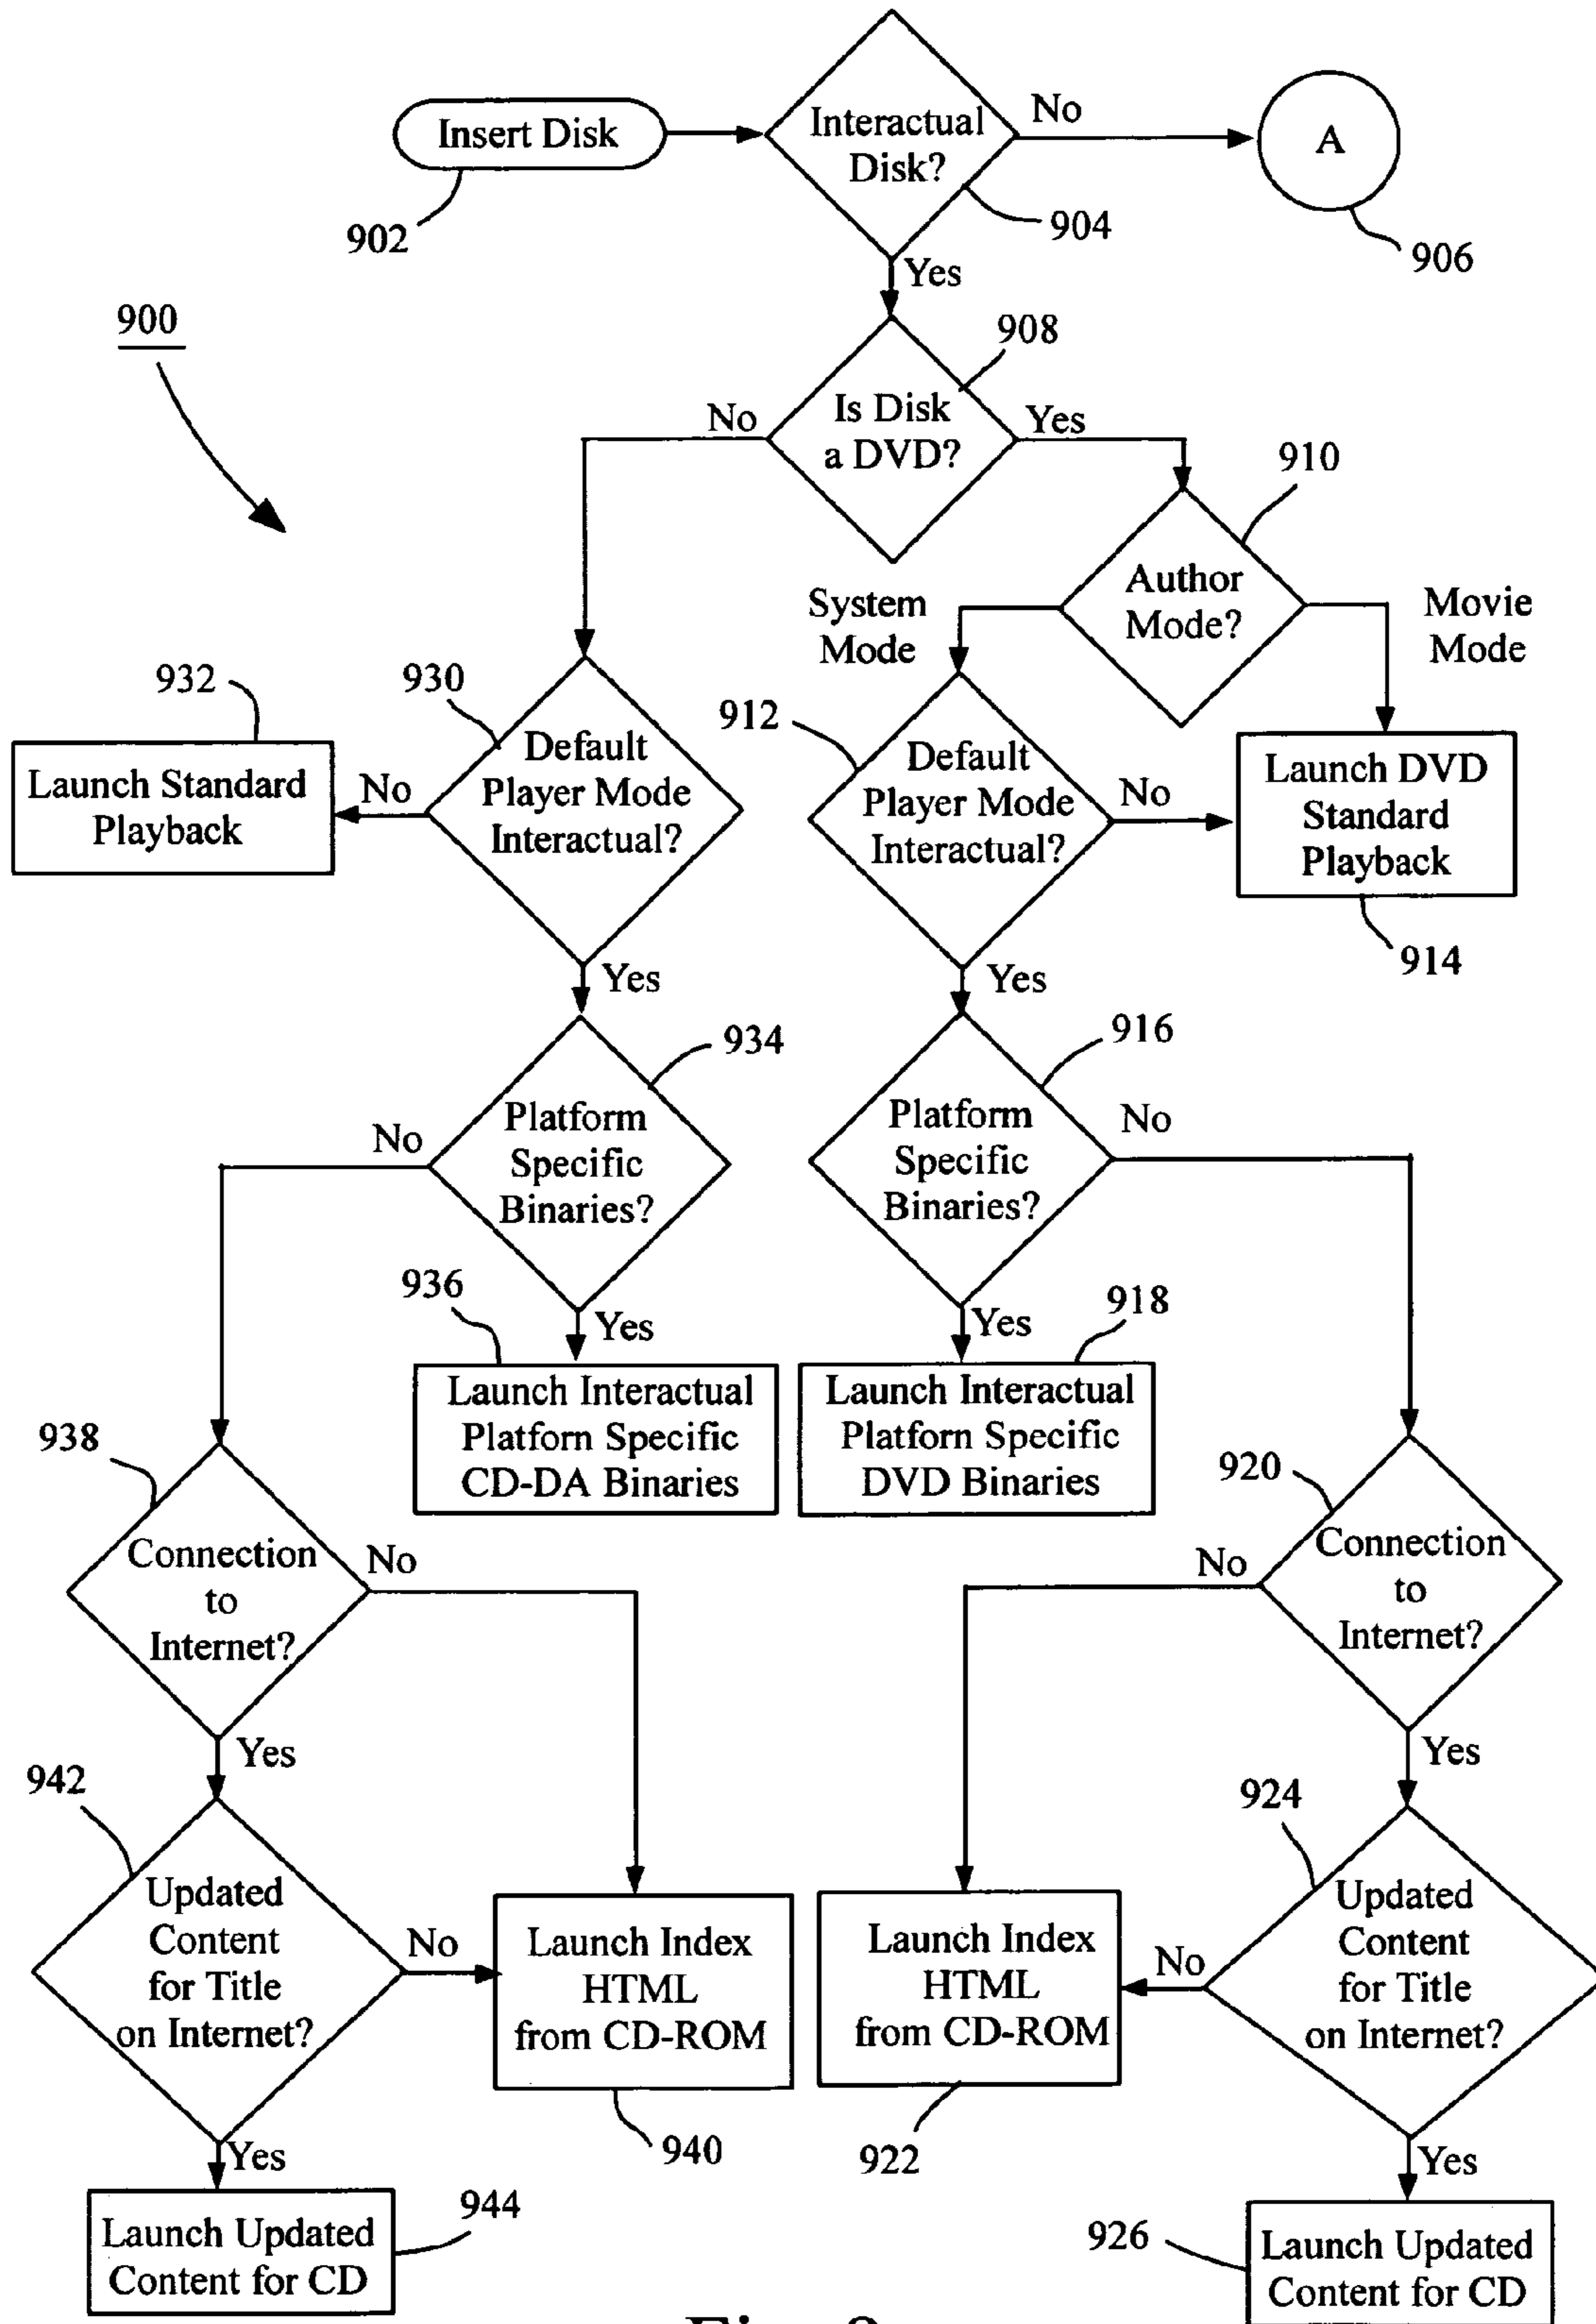 Insert Disk
902
Interactual
Disk?
904
No
A
906
Yes
900
908
Is Disk
a DVD?
No
Yes
910
Author
Mode?
System
Mode
Movie
Mode
932
Launch Standard
Playback
930
Default
Player Mode
Interactual?
No
Yes
912
Default
Player Mode
Interactual?
No
Launch DVD
Standard
Playback
914
Yes
934
Platform
Specific
Binaries?
No
916
Platform
Specific
Binaries?
No
936
Yes
Launch Interactual
Platforn Specific
CD-DA Binaries
918
Yes
Launch Interactual
Platforn Specific
DVD Binaries
938
Connection
to
Internet?
No
Yes
920
Connection
to
Internet?
No
Yes
942
Updated
Content
for Title
on Internet?
No
Launch Index
HTML
from CD-ROM
940
Launch Index
HTML
from CD-ROM
922
924
Updated
Content
for Title
on Internet?
No
Yes
Launch Updated
Content for CD
944
Yes
926
Launch Updated
Content for CD